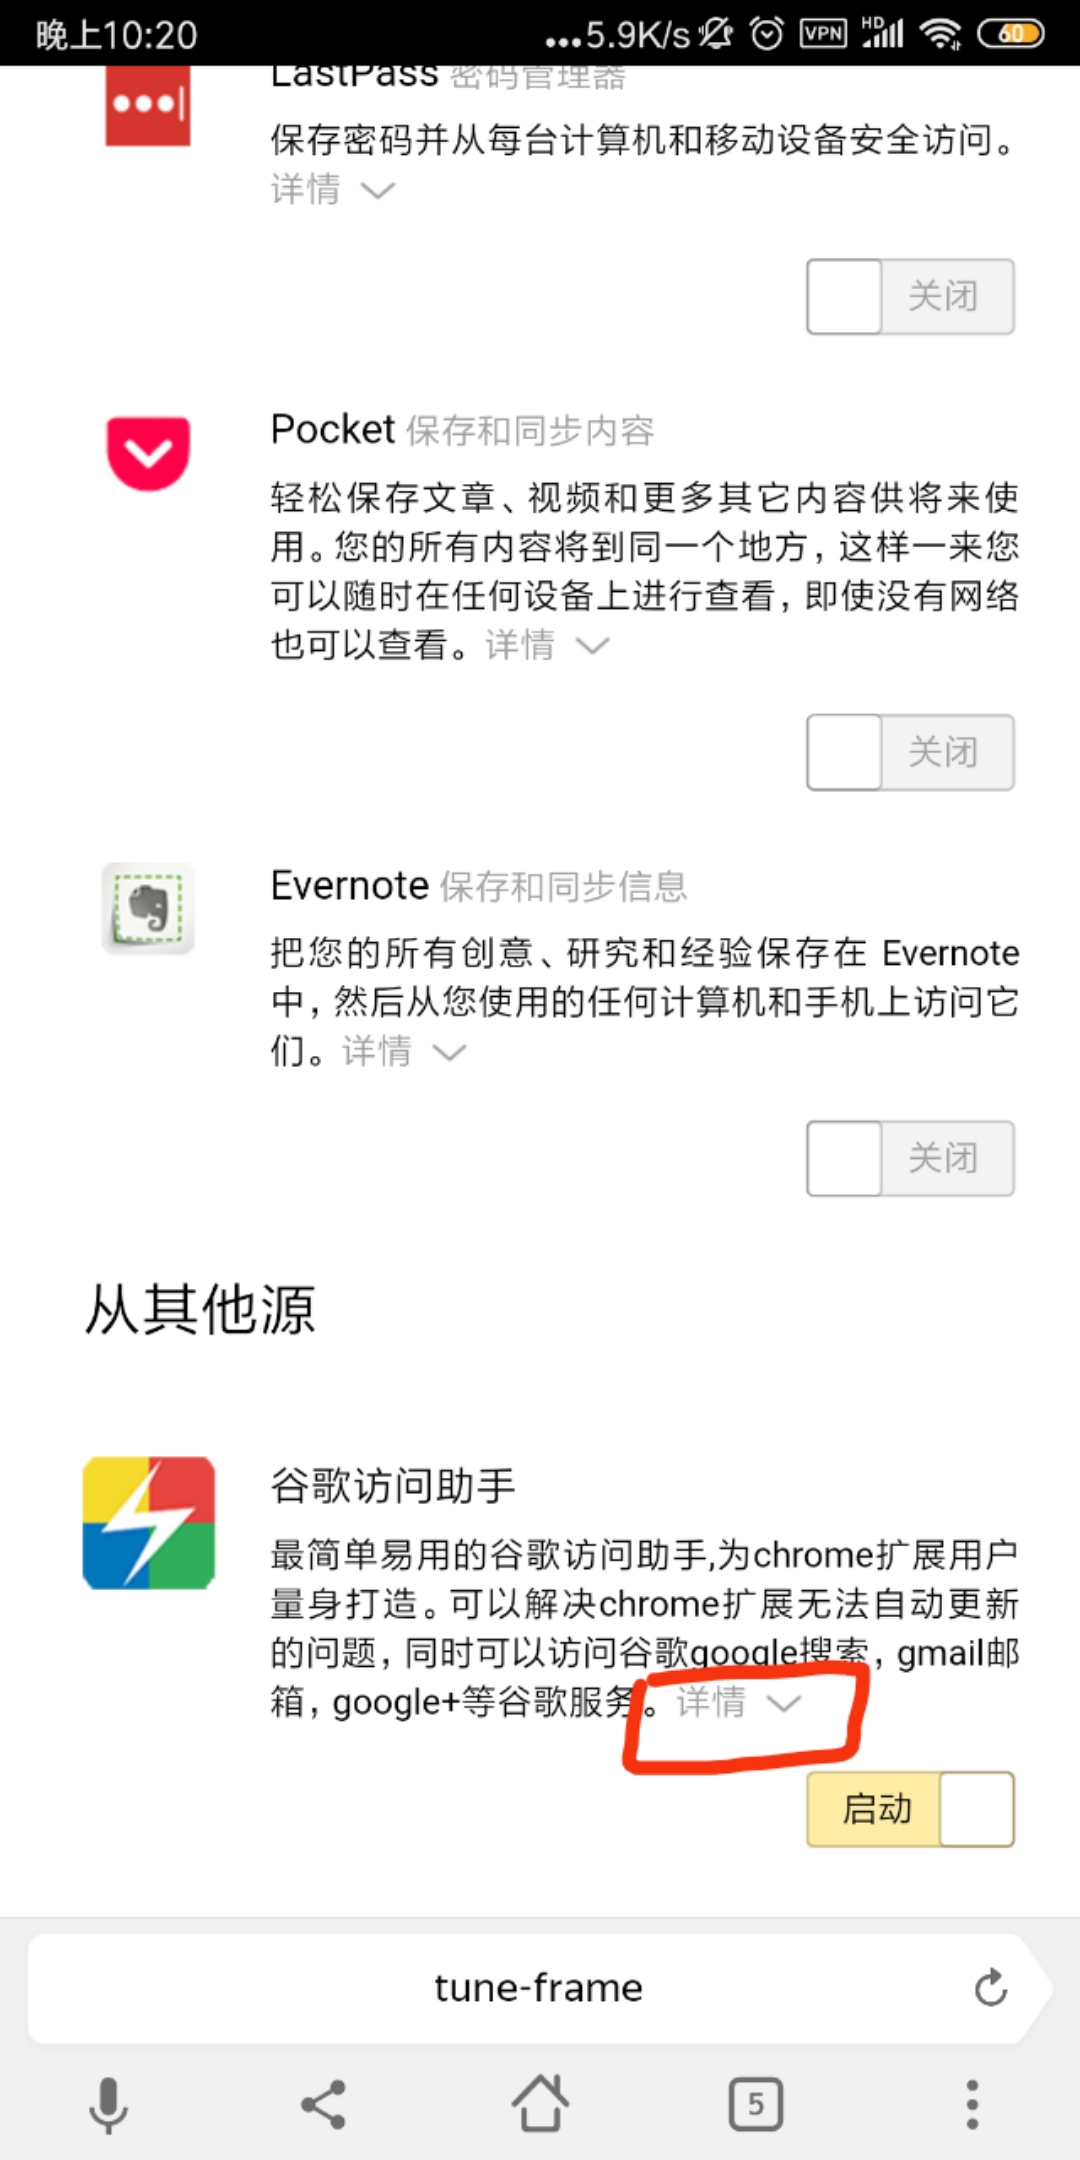 晚上10:20
...5.9K/s
VPN
HD
60
LastPass 密码管理器
保存密码并从每台计算机和移动设备安全访问。
详情
关闭
Pocket 保存和同步内容
轻松保存文章、视频和更多其它内容供将来使
用。您的所有内容将到同一个地方，这样一来您
可以随时在任何设备上进行查看，即使没有网络
也可以查看。详情
关闭
Evernote 保存和同步信息
把您的所有创意、研究和经验保存在 Evernote
中，然后从您使用的任何计算机和手机上访问它
们。详情
关闭
从其他源
谷歌访问助手
最简单易用的谷歌访问助手,为chrome扩展用户
量身打造。可以解决chrome扩展无法自动更新
的问题，同时可以访问谷歌google搜索，gmail邮
箱，google+等谷歌服务。详情
启动
tune-frame
5